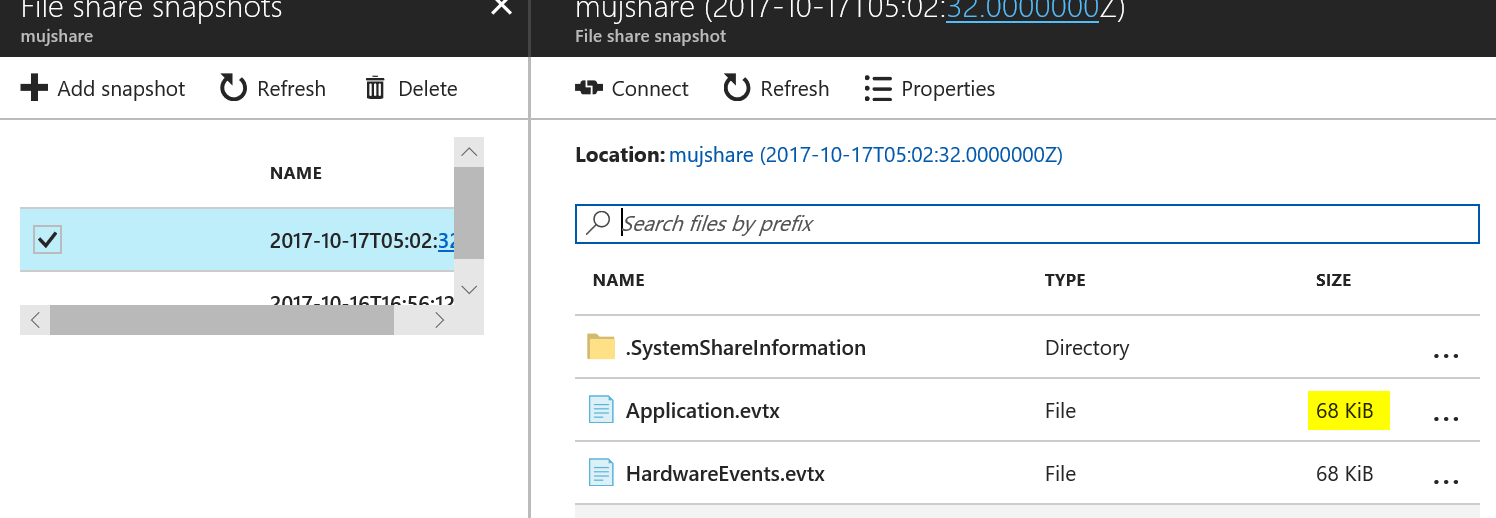 File share snapshots
mujshare
Add snapshot Refresh Delete
NAME
2017-10-17T05:02:32
2017-10-16T16:56:12
mujshare (2017-10-17T05:02:32.0000000Z)
File share snapshot
Connect Refresh Properties
Location: mujshare (2017-10-17T05:02:32.0000000Z)
Search files by prefix
NAME TYPE SIZE
.SystemShareInformation Directory ...
Application.evtx File 68 KiB ...
HardwareEvents.evtx File 68 KiB ...